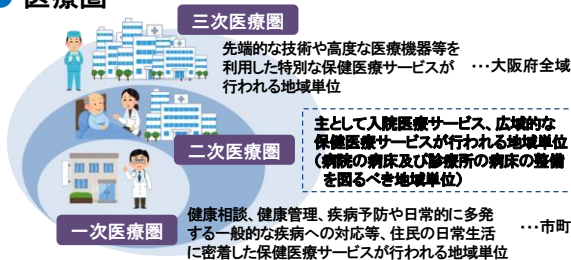 医療圏
三次医療圏
先端的な技術や高度な医療機器等を
利用した特別な保健医療サービスが
行われる地域単位
…大阪府全域
二次医療圏
主として入院医療サービス、広域的な
保健医療サービスが行われる地域単位
(病院の病床及び診療所の病床の整備
を図るべき地域単位)
一次医療圏
健康相談、健康管理、疾病予防や日常的に多発
する一般的な疾病への対応等、住民の日常生活
に密着した保健医療サービスが行われる地域単位
…市町